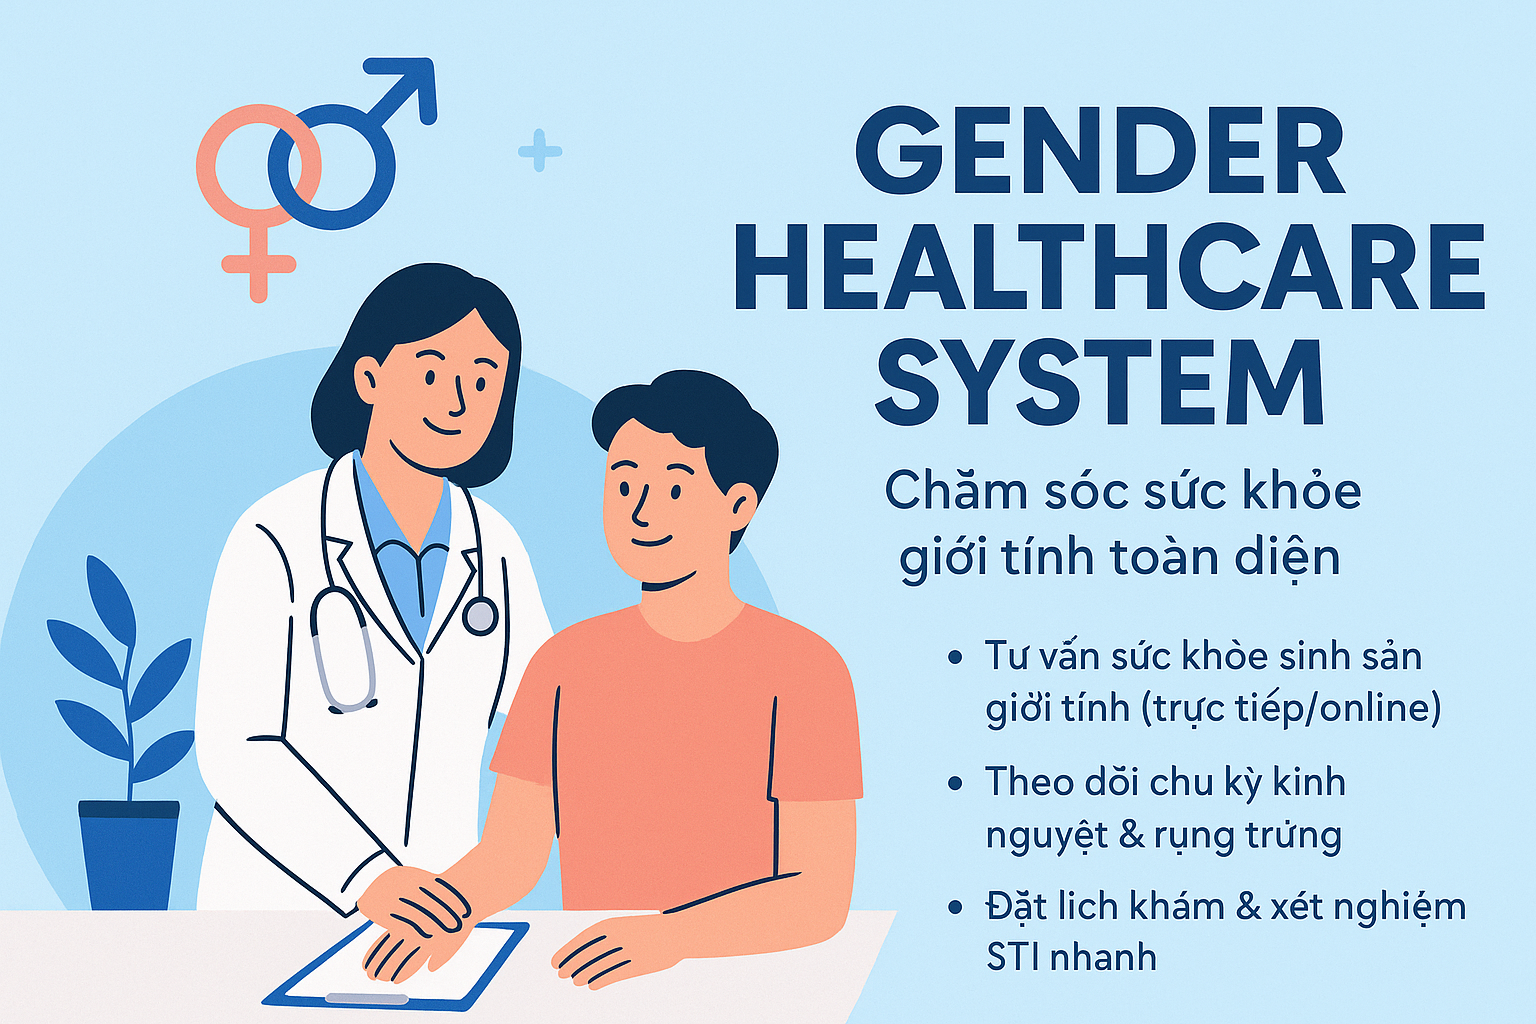 GENDER
HEALTHCARE
SYSTEM
Chăm sóc sức khỏe
giới tính toàn diện
• Tư vấn sức khỏe sinh sản
giới tính (trực tiếp/online)
• Theo dõi chu kỳ kinh
nguyệt & rụng trứng
• Đặt lich khám & xét nghiệm
STI nhanh